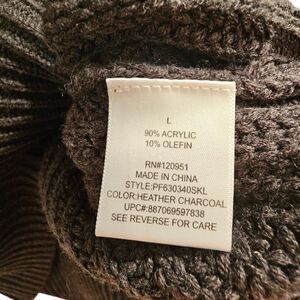 L
90% ACRYLIC
10% OLEFIN
RN#120951
MADE IN CHINA
STYLE:PF630340SKL
COLOR:HEATHER CHARCOAL
UPC#:887069597838
SEE REVERSE FOR CARE